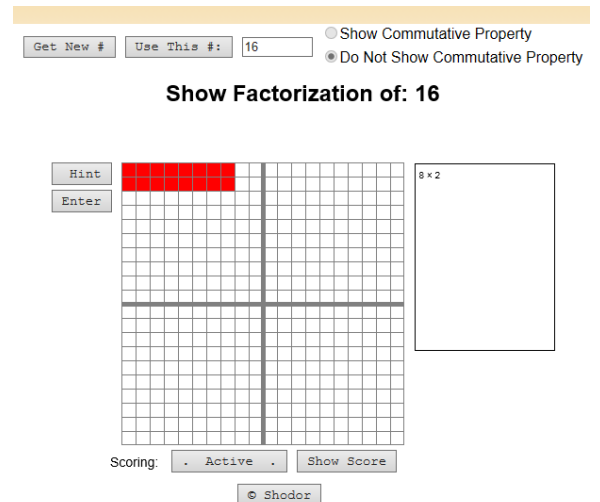 Show Commutative Property
Get New # Use This #: 16
Do Not Show Commutative Property
Show Factorization of: 16
Hint
8 × 2
Enter
Scoring: . Active . Show Score
© Shodor